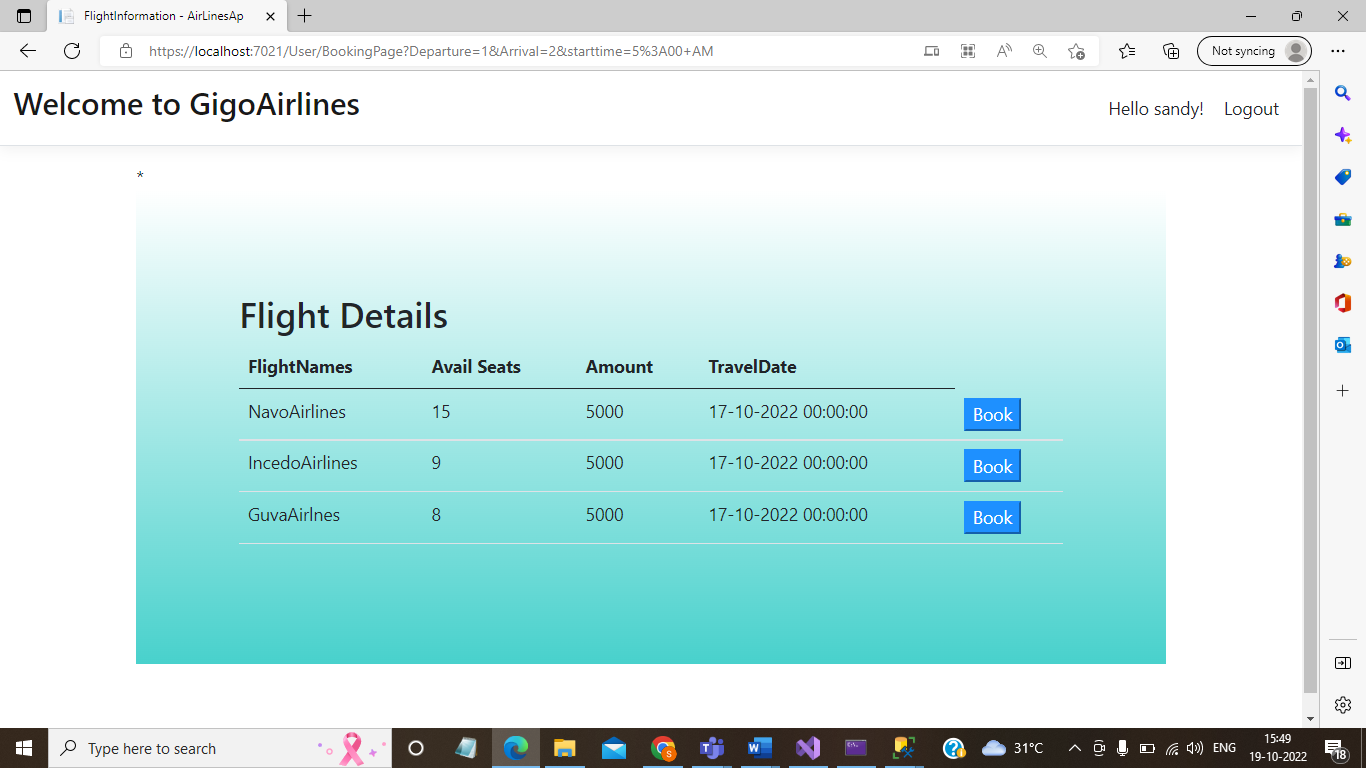 FlightInformation - AirLinesAp
https://localhost:7021/User/BookingPage?Departure=1&Arrival=2&starttime=5%3A00+AM
Not syncing
Welcome to GigoAirlines
Hello sandy! Logout
*
Flight Details
FlightNames Avail Seats Amount TravelDate
NavoAirlines 15 5000 17-10-2022 00:00:00 Book
IncedoAirlines 9 5000 17-10-2022 00:00:00 Book
GuvaAirlnes 8 5000 17-10-2022 00:00:00 Book
Type here to search
31°C
ENG
15:49
19-10-2022
18